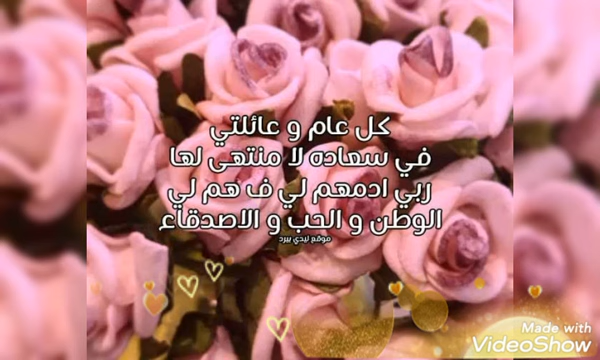 كل عام و عائلتي
في سعاده لا منتهى لها
ربي ادمهم لي ف هم لي
الوطن و الحب و الاصدقاء
موقع ليدي بيرد
Made with
VideoShow